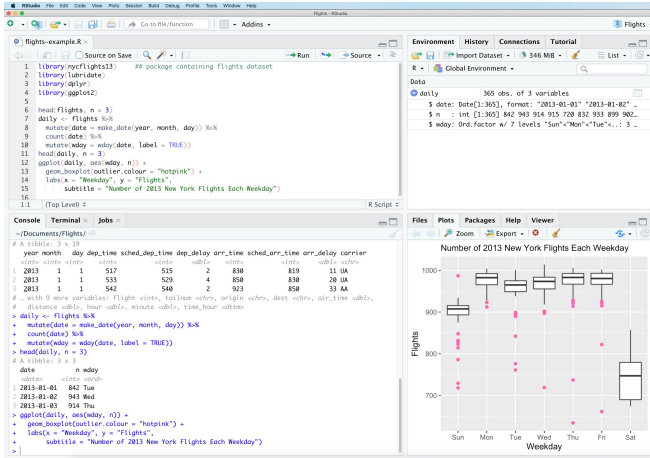 RStudio File Edit Code View Plots Session Build Debug Profile Tools Window Help
Flights - RStudio
Go to file/function Addins Flights
flights-example.R
Source on Save Run Source
1 library(nycflights13) ## package containing flights dataset
2 library(lubridate)
3 library(dplyr)
4 library(ggplot2)
5
6 head(flights, n = 3)
7 daily <- flights %>%
8 mutate(date = make_date(year, month, day)) %>%
9 count(date) %>%
10 mutate(wday = wday(date, label = TRUE))
11 head(daily, n = 3)
12 ggplot(daily, aes(wday, n)) +
13 geom_boxplot(outlier.colour = "hotpink") +
14 labs(x = "Weekday", y = "Flights",
15 subtitle = "Number of 2013 New York Flights Each Weekday")
16
1:1 (Top Level) R Script
Console Terminal Jobs
~/Documents/Flights/
# A tibble: 3 x 19
year month day dep_time sched_dep_time dep_delay arr_time sched_arr_time arr_delay carrier
<int> <int> <int> <int> <int> <dbl> <int> <int> <dbl> <chr>
1 2013 1 1 517 515 2 830 819 11 UA
2 2013 1 1 533 529 4 850 830 20 UA
3 2013 1 1 542 540 2 923 850 33 AA
# … with 9 more variables: flight <int>, tailnum <chr>, origin <chr>, dest <chr>, air_time <dbl>,
# distance <dbl>, hour <dbl>, minute <dbl>, time_hour <dttm>
> daily <- flights %>%
+ mutate(date = make_date(year, month, day)) %>%
+ count(date) %>%
+ mutate(wday = wday(date, label = TRUE))
> head(daily, n = 3)
# A tibble: 3 x 3
date n wday
<date> <int> <ord>
1 2013-01-01 842 Tue
2 2013-01-02 943 Wed
3 2013-01-03 914 Thu
> ggplot(daily, aes(wday, n)) +
+ geom_boxplot(outlier.colour = "hotpink") +
+ labs(x = "Weekday", y = "Flights",
+ subtitle = "Number of 2013 New York Flights Each Weekday")
>
Environment History Connections Tutorial
Import Dataset 346 MiB List
R Global Environment
Data
daily 365 obs. of 3 variables
$ date: Date[1:365], format: "2013-01-01" "2013-01-02" …
$ n : int [1:365] 842 943 914 915 720 832 933 899 902…
$ wday: Ord.factor w/ 7 levels "Sun"<"Mon"<"Tue"<..: 3 …
Files Plots Packages Help Viewer
Zoom Export
Number of 2013 New York Flights Each Weekday
1000
900
800
700
Flights
Sun Mon Tue Wed Thu Fri Sat
Weekday